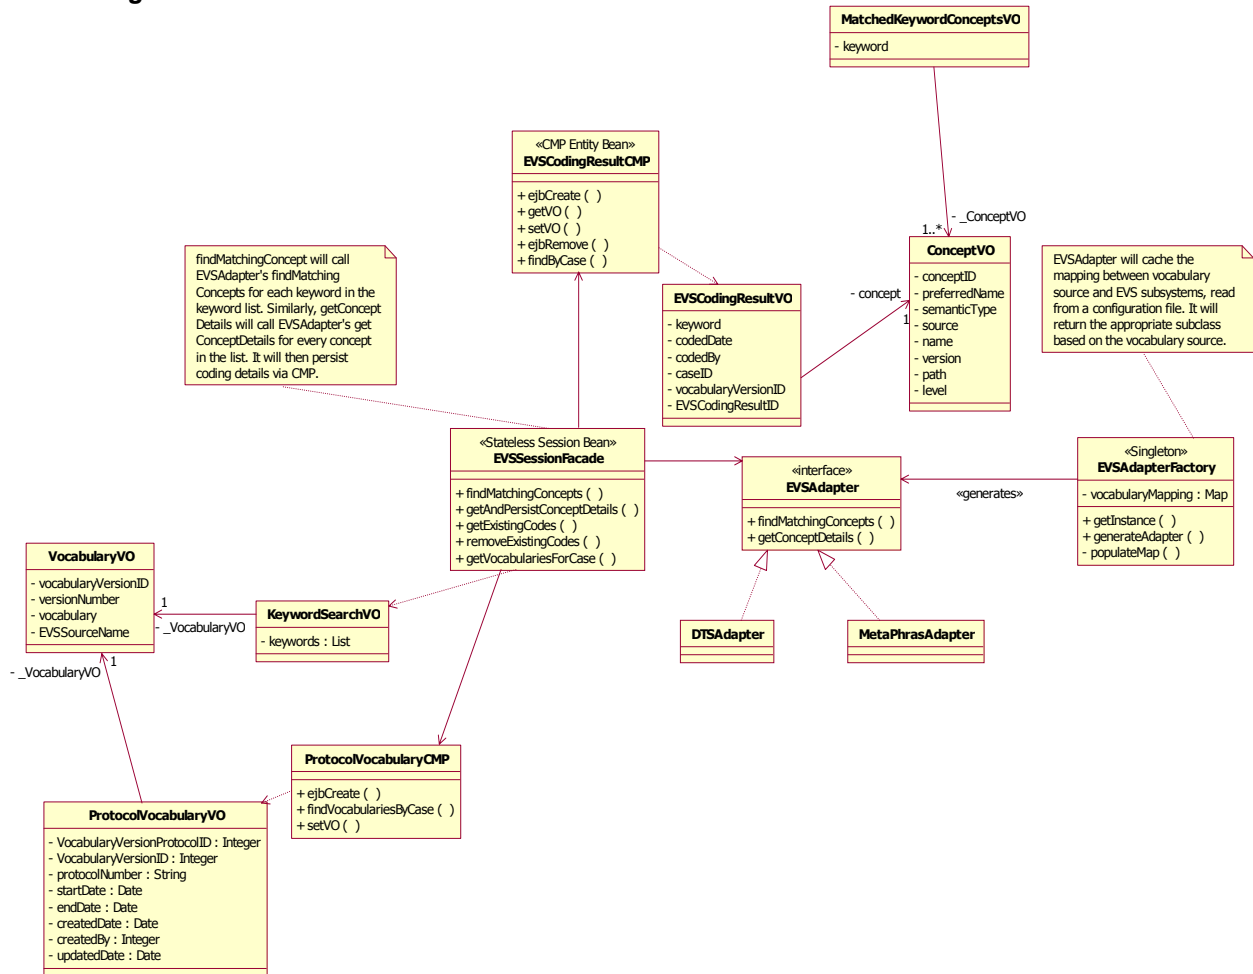 MatchedKeywordConceptsVO
- keyword
«CMP Entity Bean»
EVSCodingResultCMP
+ ejbCreate ( )
+ getVO ( )
+ setVO ( )
+ ejbRemove ( )
+ findByCase ( )
- _ConceptVO
1..*
findMatchingConcept will call
EVSAdapter's findMatching
Concepts for each keyword in the
keyword list. Similarly, getConcept
Details will call EVSAdapter's get
ConceptDetails for every concept
in the list. It will then persist
coding details via CMP.
ConceptVO
- conceptID
- preferredName
- semanticType
- source
- name
- version
- path
- level
EVSAdapter will cache the
mapping between vocabulary
source and EVS subsystems, read
from a configuration file. It will
return the appropriate subclass
based on the vocabulary source.
EVSCodingResultVO
- keyword
- codedDate
- codedBy
- caseID
- vocabularyVersionID
- EVSCodingResultID
- concept
1
«Stateless Session Bean»
EVSSessionFacade
+ findMatchingConcepts ( )
+ getAndPersistConceptDetails ( )
+ getExistingCodes ( )
+ removeExistingCodes ( )
+ getVocabulariesForCase ( )
«interface»
EVSAdapter
+ findMatchingConcepts ( )
+ getConceptDetails ( )
«generates»
«Singleton»
EVSAdapterFactory
- vocabularyMapping : Map
+ getInstance ( )
+ generateAdapter ( )
- populateMap ( )
VocabularyVO
- vocabularyVersionID
- versionNumber
- vocabulary
- EVSSourceName
1
- _VocabularyVO
KeywordSearchVO
- keywords : List
DTSAdapter
MetaPhrasAdapter
1
- _VocabularyVO
ProtocolVocabularyCMP
+ ejbCreate ( )
+ findVocabulariesByCase ( )
+ setVO ( )
ProtocolVocabularyVO
- VocabularyVersionProtocolID : Integer
- VocabularyVersionID : Integer
- protocolNumber : String
- startDate : Date
- endDate : Date
- createdDate : Date
- createdBy : Integer
- updatedDate : Date